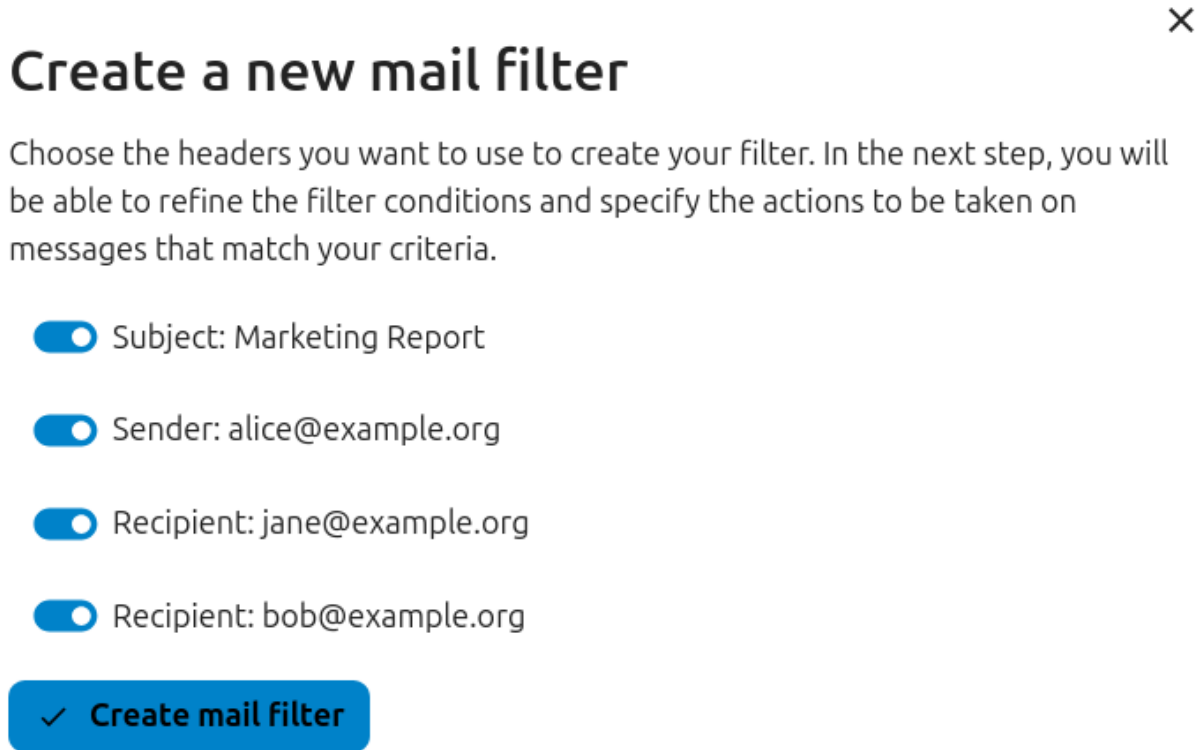 Create a new mail filter
Choose the headers you want to use to create your filter. In the next step, you will
be able to refine the filter conditions and specify the actions to be taken on
messages that match your criteria.
Subject: Marketing Report
Sender: alice@example.org
Recipient: jane@example.org
Recipient: bob@example.org
Create mail filter